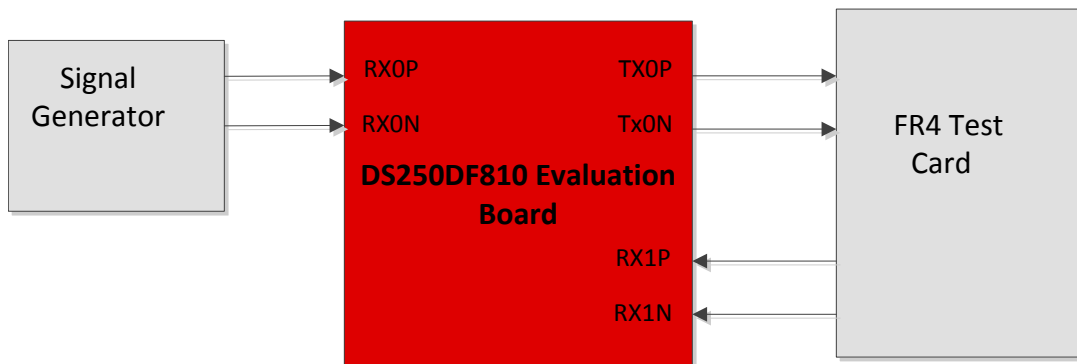 Signal
Generator
RX0P
RX0N
TX0P
Tx0N
DS250DF810 Evaluation
Board
RX1P
RX1N
FR4 Test
Card